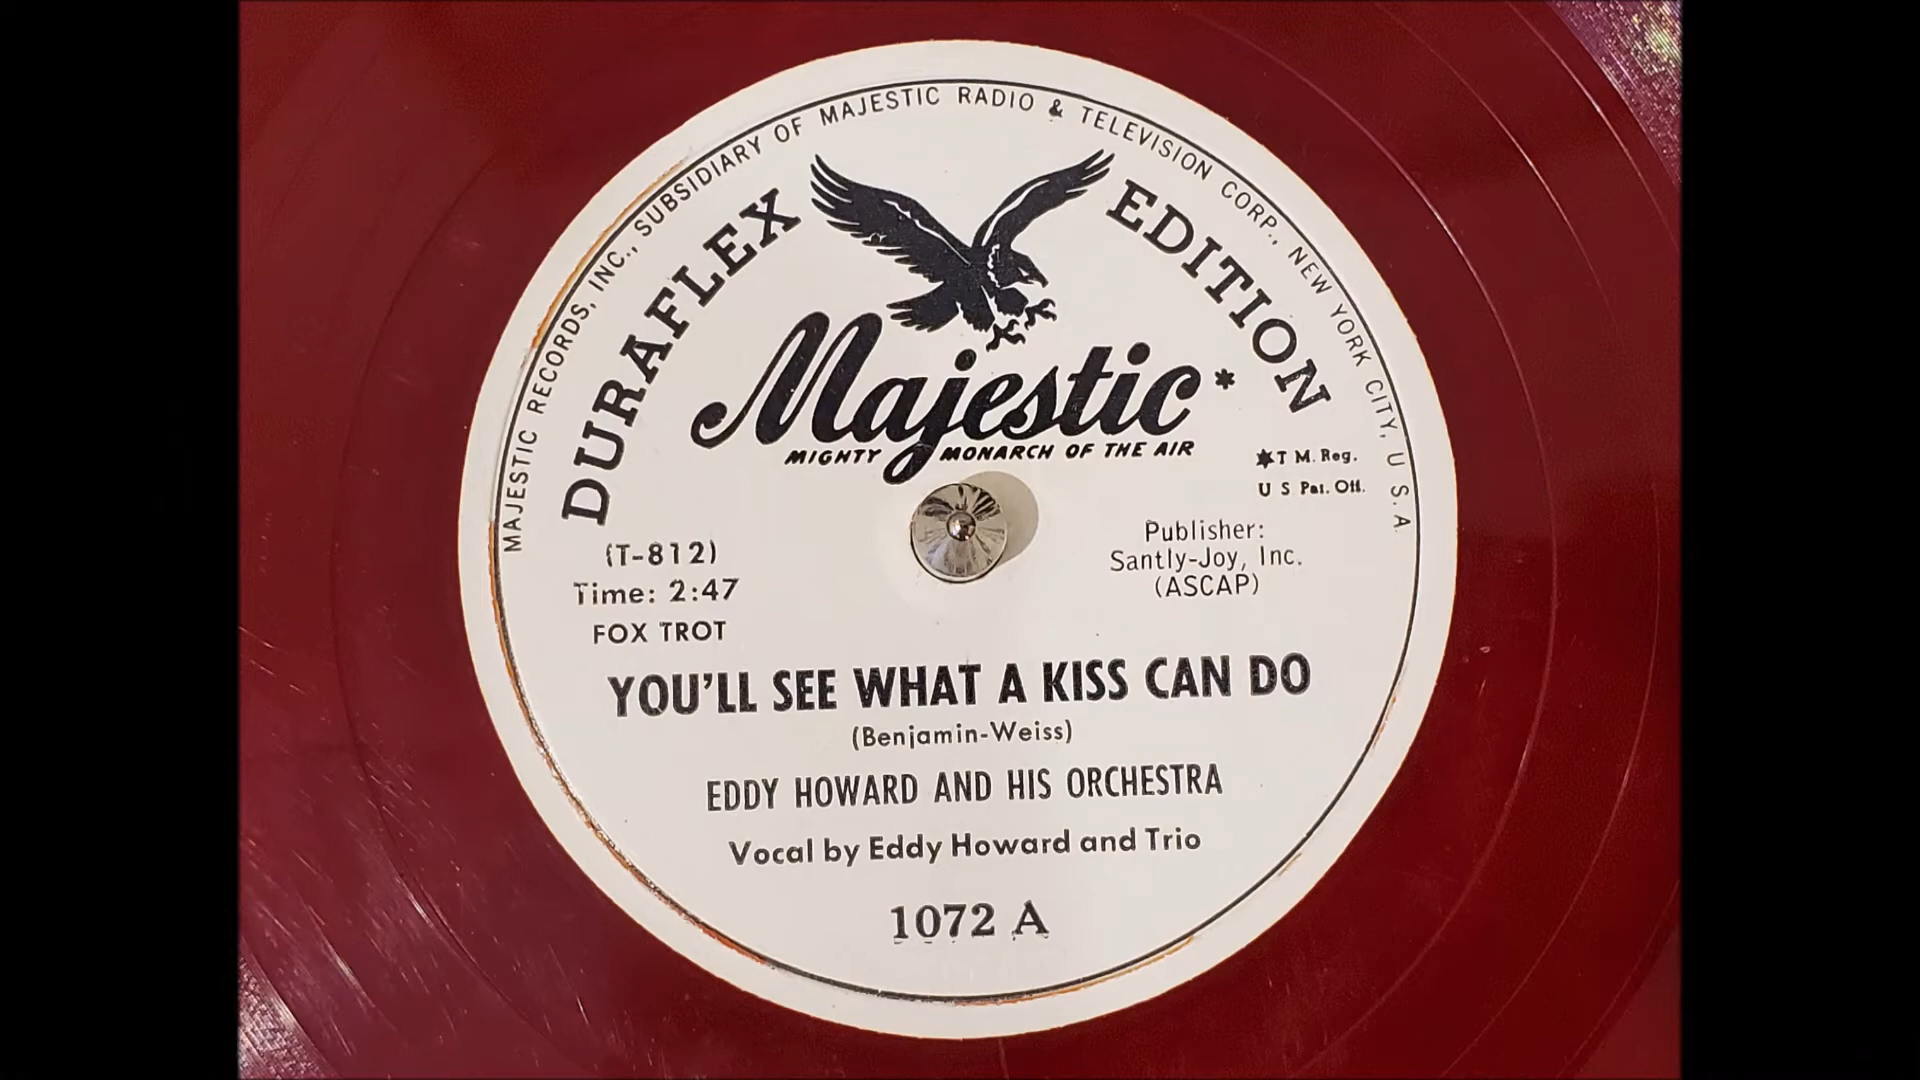 MAJESTIC RECORDS, INC., SUBSIDIARY OF MAJESTIC RADIO & TELEVISION CORP., NEW YORK CITY, U S.A.
DURAFLEX EDITION
Majestic*
MIGHTY MONARCH OF THE AIR
*T M. Reg.
U S Pat. Off.
(T-812)
Time: 2:47
FOX TROT
Publisher:
Santly-Joy, Inc.
(ASCAP)
YOU'LL SEE WHAT A KISS CAN DO
(Benjamin-Weiss)
EDDY HOWARD AND HIS ORCHESTRA
Vocal by Eddy Howard and Trio
1072 A